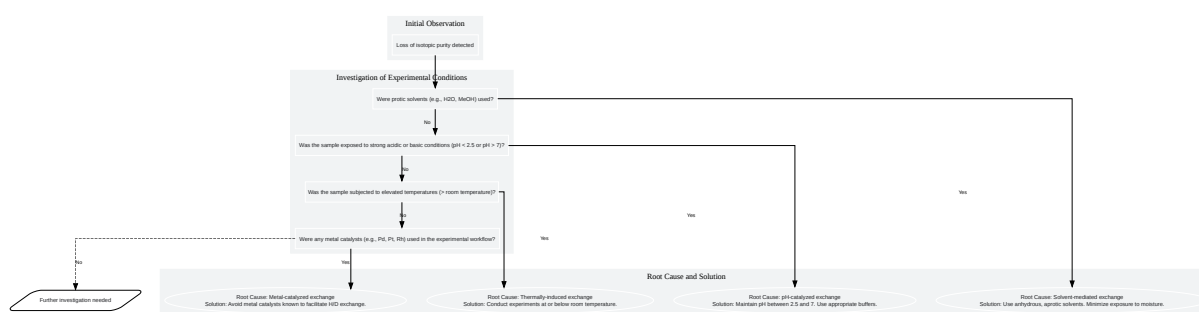 Initial Observation
Loss of isotopic purity detected
Investigation of Experimental Conditions
Were protic solvents (e.g., H2O, MeOH) used?
No
Was the sample exposed to strong acidic or basic conditions (pH < 2.5 or pH > 7)?
No
Was the sample subjected to elevated temperatures (> room temperature)?
Yes
No
Yes
Were any metal catalysts (e.g., Pd, Pt, Rh) used in the experimental workflow?
Yes
No
Yes
Root Cause and Solution
Further investigation needed
Root Cause: Metal-catalyzed exchange
Solution: Avoid metal catalysts known to facilitate H/D exchange.
Root Cause: Thermally-induced exchange
Solution: Conduct experiments at or below room temperature.
Root Cause: pH-catalyzed exchange
Solution: Maintain pH between 2.5 and 7. Use appropriate buffers.
Root Cause: Solvent-mediated exchange
Solution: Use anhydrous, aprotic solvents. Minimize exposure to moisture.